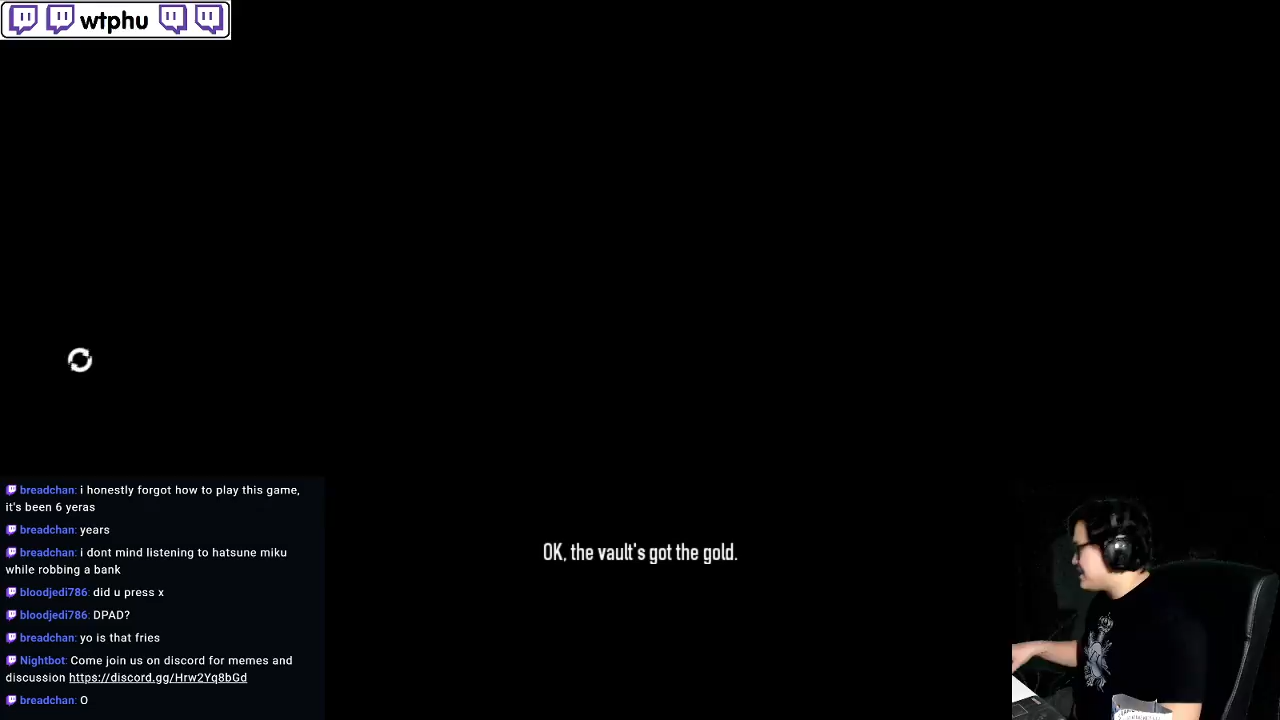 wtphu
breadchan: i honestly forgot how to play this game,
it's been 6 yeras
breadchan: years
breadchan: i dont mind listening to hatsune miku
while robbing a bank
bloodjedi786: did u press x
bloodjedi786: DPAD?
breadchan: yo is that fries
Nightbot: Come join us on discord for memes and
discussion https://discord.gg/Hrw2Yq8bGd
breadchan: O
OK, the vault's got the gold.